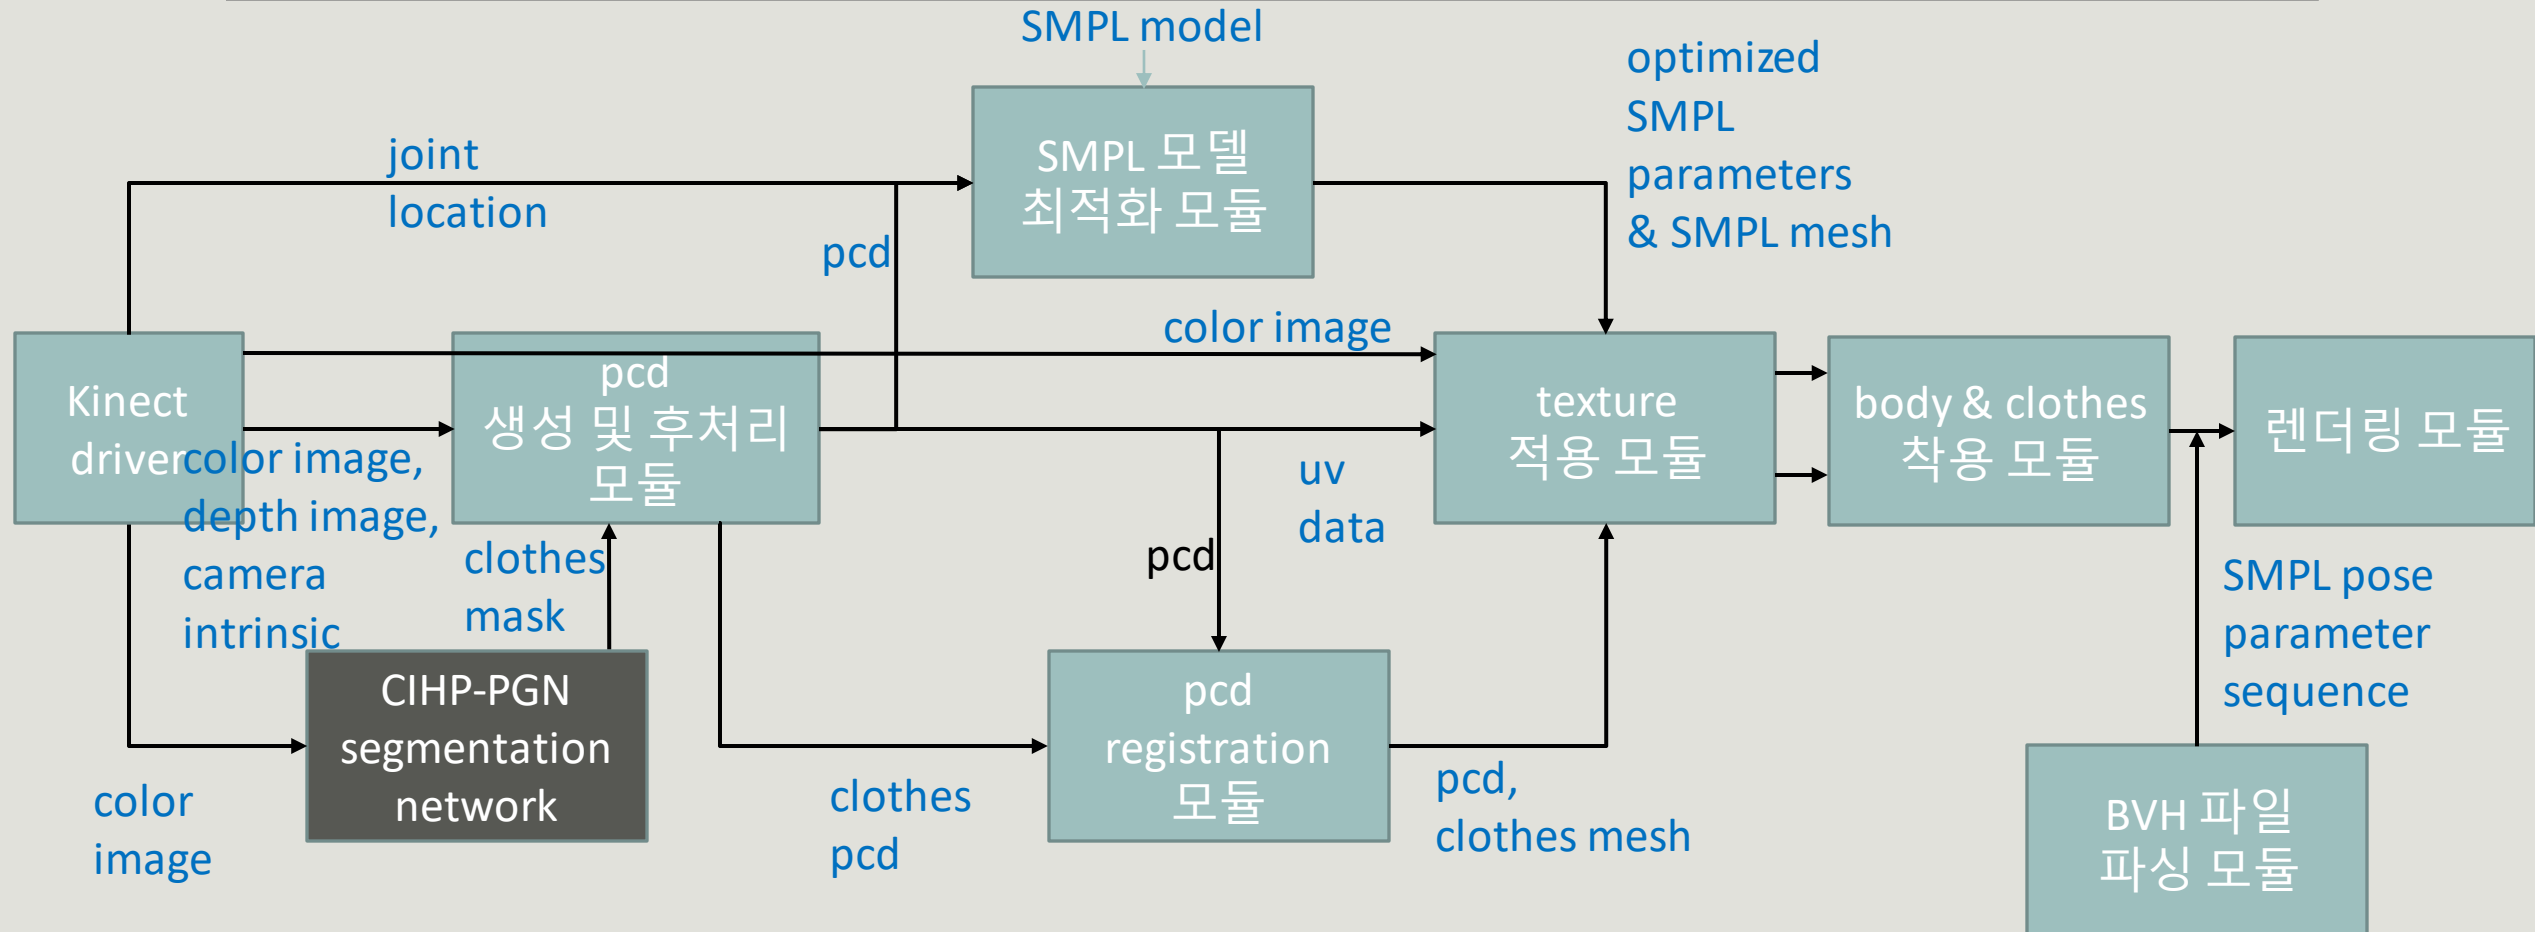 SMPL model
optimized
SMPL
parameters
& SMPL mesh
joint
location
SMPL 모델
최적화 모듈
pcd
color image
Kinect
driver
pcd
생성 및 후처리
모듈
texture
적용 모듈
body & clothes
착용 모듈
렌더링 모듈
color image,
depth image,
camera
intrinsic
clothes
mask
uv
data
pcd
SMPL pose
parameter
sequence
CIHP-PGN
segmentation
network
pcd
registration
모듈
color
image
clothes
pcd
pcd,
clothes mesh
BVH 파일
파싱 모듈